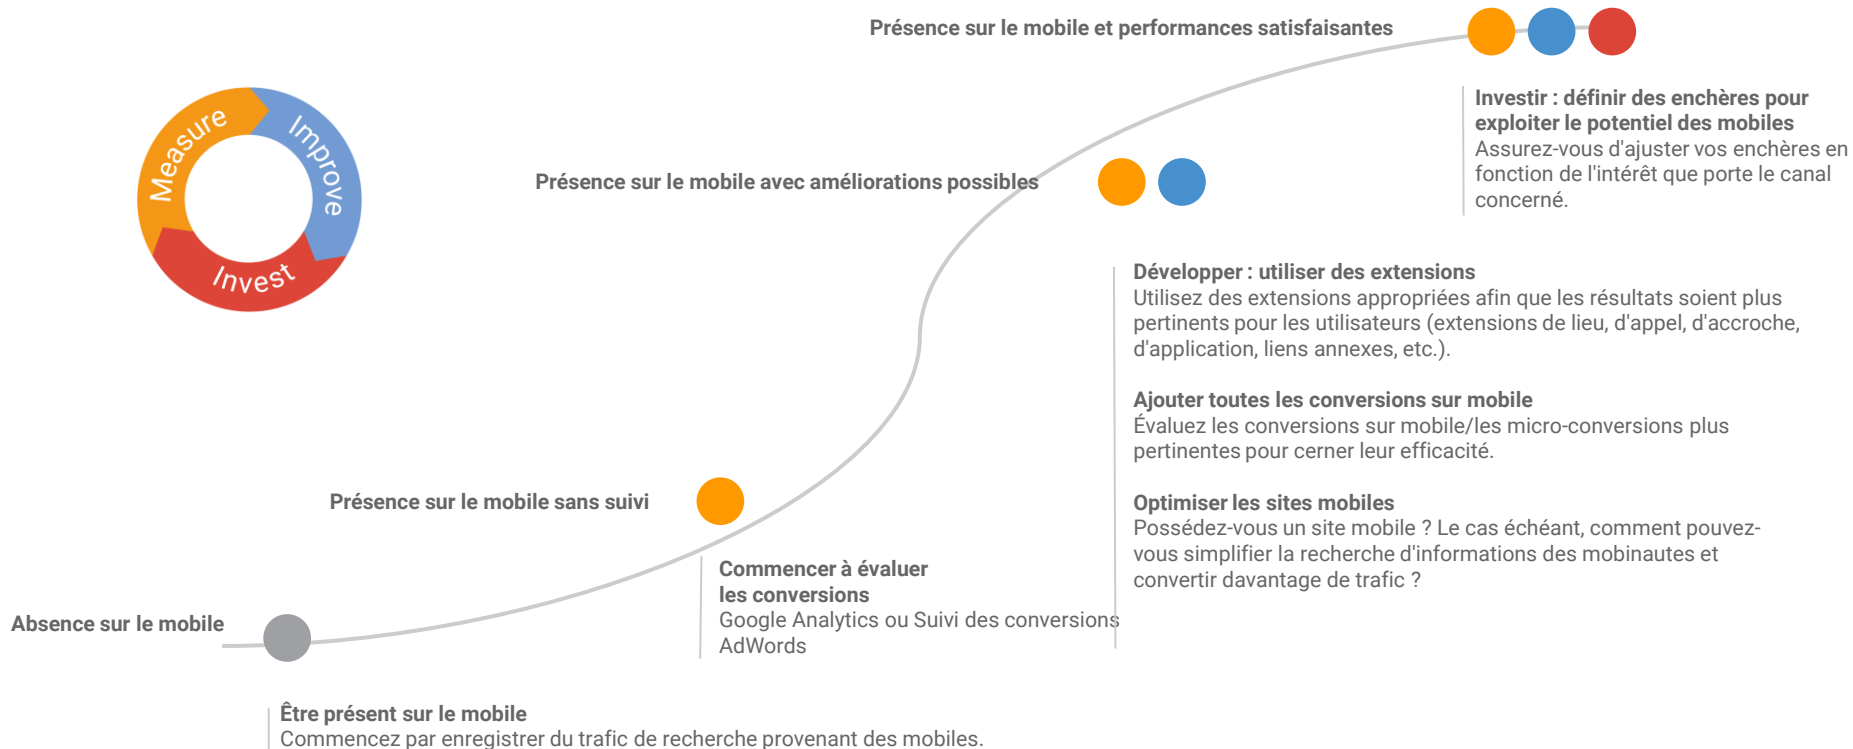 Présence sur le mobile et performances satisfaisantes
Investir : définir des enchères pour
exploiter le potentiel des mobiles
Assurez-vous d'ajuster vos enchères en
fonction de l'intérêt que porte le canal
concerné.
Measure
Improve
Invest
Présence sur le mobile avec améliorations possibles
Développer : utiliser des extensions
Utilisez des extensions appropriées afin que les résultats soient plus
pertinents pour les utilisateurs (extensions de lieu, d'appel, d'accroche,
d'application, liens annexes, etc.).
Ajouter toutes les conversions sur mobile
Évaluez les conversions sur mobile/les micro-conversions plus
pertinentes pour cerner leur efficacité.
Optimiser les sites mobiles
Possédez-vous un site mobile ? Le cas échéant, comment pouvez-
vous simplifier la recherche d'informations des mobinautes et
convertir davantage de trafic ?
Présence sur le mobile sans suivi
Commencer à évaluer
les conversions
Google Analytics ou Suivi des conversions
AdWords
Absence sur le mobile
Être présent sur le mobile
Commencez par enregistrer du trafic de recherche provenant des mobiles.